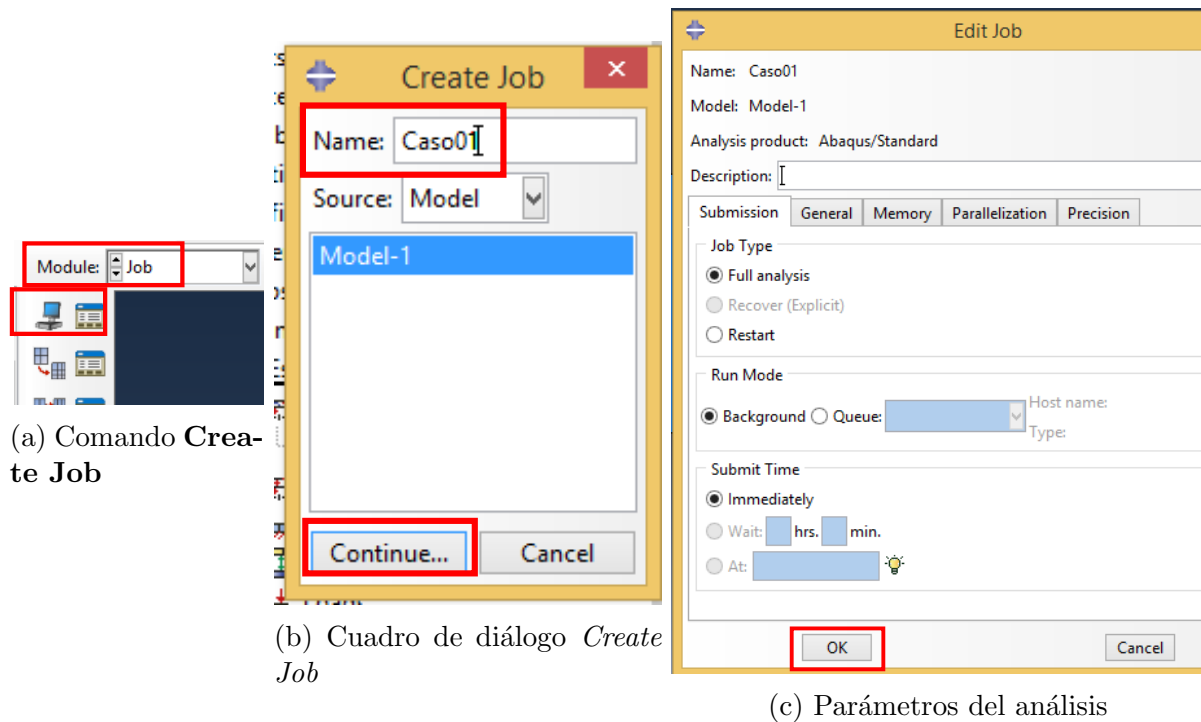 Module: Job
(a) Comando Crea-
te Job
Create Job
Name: Caso01
Source: Model
Model-1
Continue... Cancel
(b) Cuadro de diálogo Create
Job
Edit Job
Name: Caso01
Model: Model-1
Analysis product: Abaqus/Standard
Description:
Submission General Memory Parallelization Precision
Job Type
Full analysis
Recover (Explicit)
Restart
Run Mode
Background Queue: Host name:
Type:
Submit Time
Immediately
Wait: hrs. min.
At:
OK Cancel
(c) Parámetros del análisis